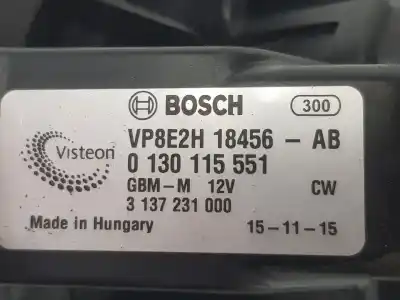 BOSCH 300
VP8E2H 18456 - AB
Visteon 0 130 115 551
GBM-M 12V CW
3 137 231 000
Made in Hungary 15-11-15